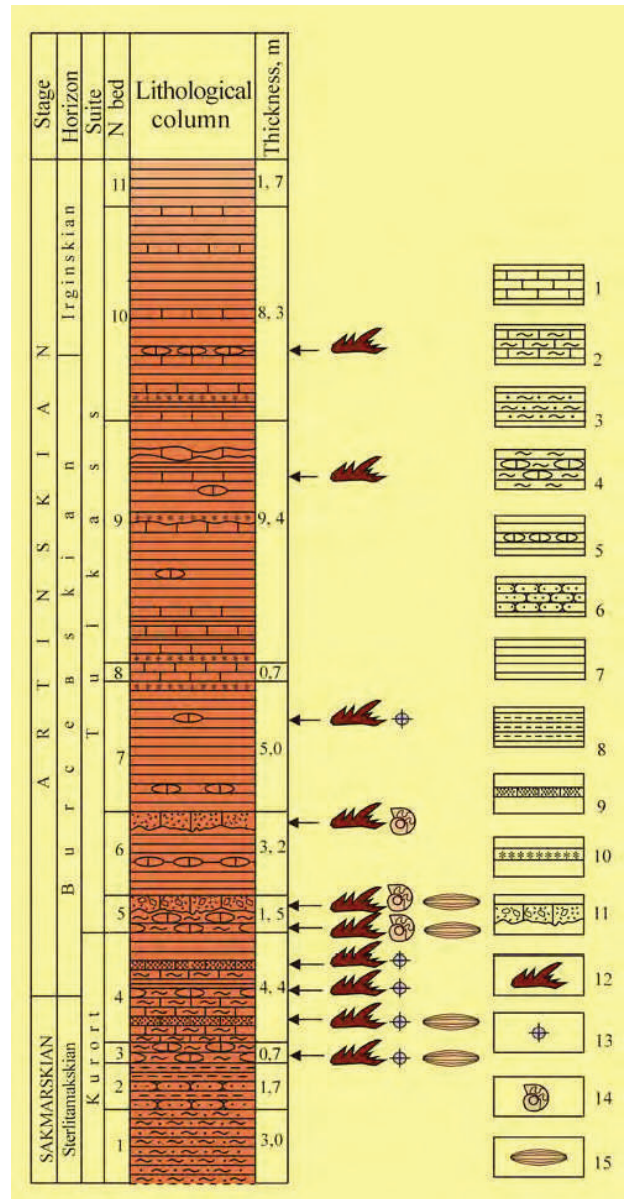 Stage
Horizon
Suite
N bed
Lithological
column
Thickness, m
ARTINSKIAN
SAKMARSKIAN
Irginskian
Burceвskian
Sterlitamakskian
Tuĺkass
Kurort
11
1, 7
10
8, 3
9
9, 4
8
0,7
7
5,0
6
3,2
5
1, 5
4
4, 4
3
0,7
2
1,7
1
3,0
1
2
3
4
5
6
7
8
9
10
11
12
13
14
15